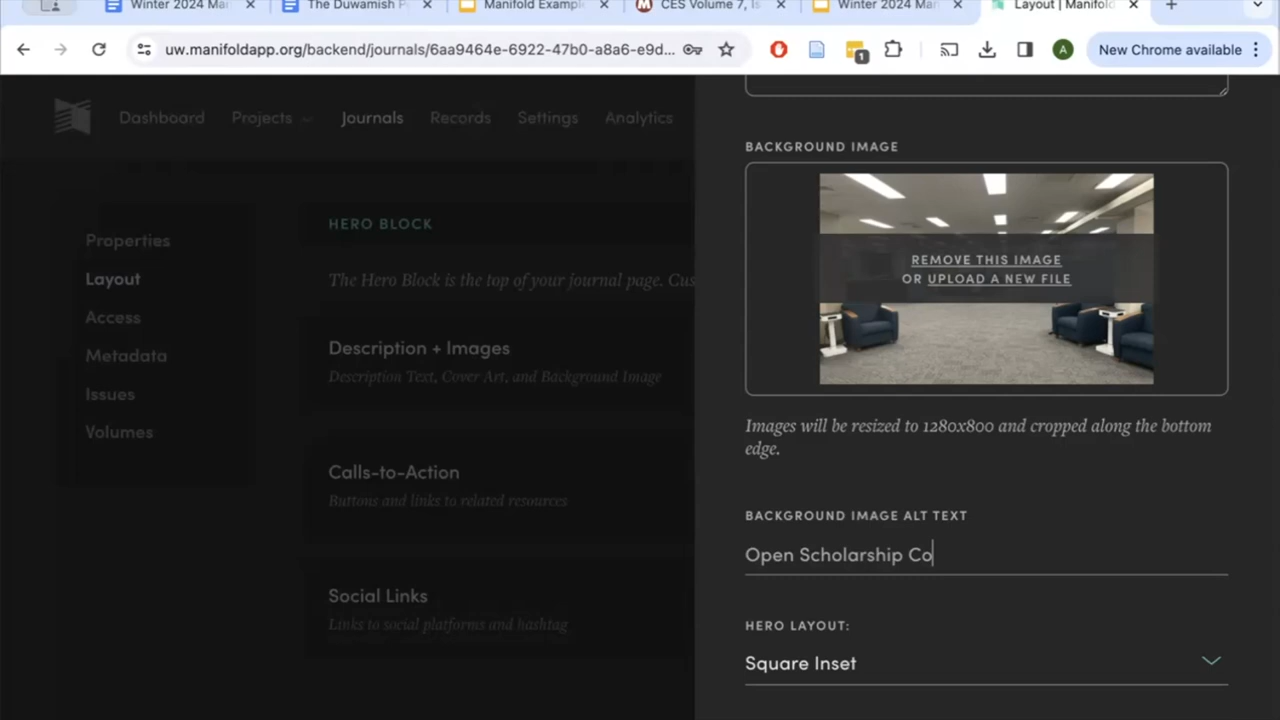 Winter 2024 Ma
The Duwamish P
Manifold Exampl
CES Volume 7, Is
Winter 2024 Man
Layout | Manifold
uw.manifoldapp.org/backend/journals/6aa9464e-6922-47b0-a8a6-e9d...
1
A
New Chrome available
Dashboard
Projects
Journals
Records
Settings
Analytics
Properties
Layout
Access
Metadata
Issues
Volumes
HERO BLOCK
The Hero Block is the top of your journal page. Cus
Description + Images
Description Text, Cover Art, and Background Image
Calls-to-Action
Buttons and links to related resources
Social Links
Links to social platforms and hashtag
BACKGROUND IMAGE
REMOVE THIS IMAGE
OR UPLOAD A NEW FILE
Images will be resized to 1280x800 and cropped along the bottom
edge.
BACKGROUND IMAGE ALT TEXT
Open Scholarship Co
HERO LAYOUT:
Square Inset